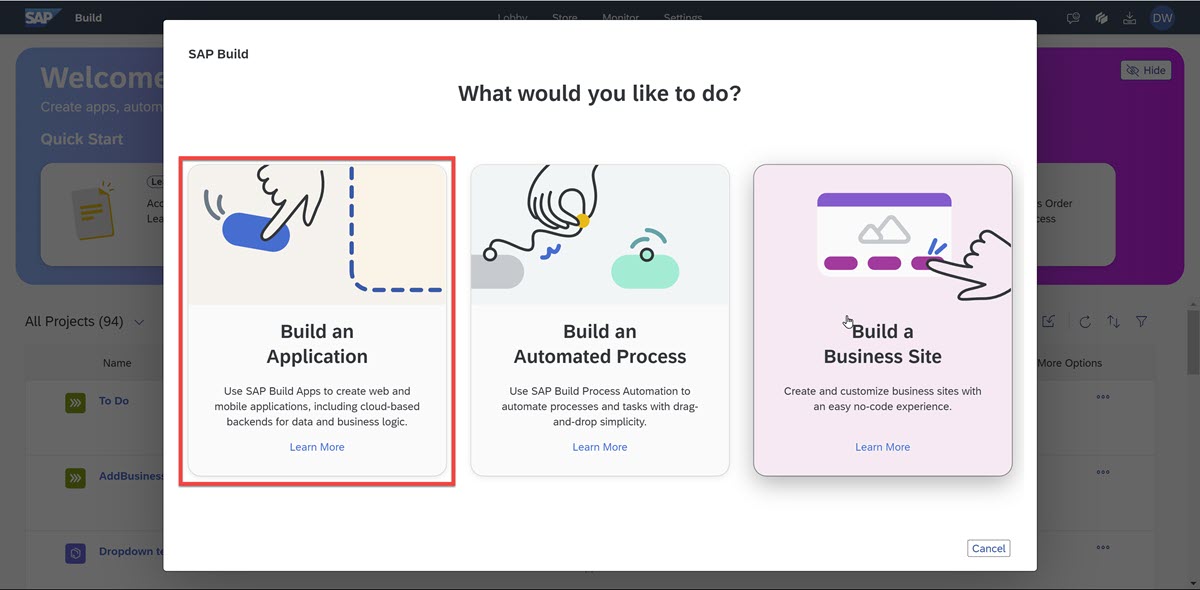 SAP Build
Lobby Store Monitor Settings
DW
Welcome
Create apps, autom
Quick Start
Hide
SAP Build
What would you like to do?
Build an
Application
Use SAP Build Apps to create web and
mobile applications, including cloud-based
backends for data and business logic.
Learn More
Build an
Automated Process
Use SAP Build Process Automation to
automate processes and tasks with drag-
and-drop simplicity.
Learn More
Build a
Business Site
Create and customize business sites with
an easy no-code experience.
Learn More
Cancel
s Order
All Projects (94)
Name
More Options
To Do
AddBusiness
Dropdown te